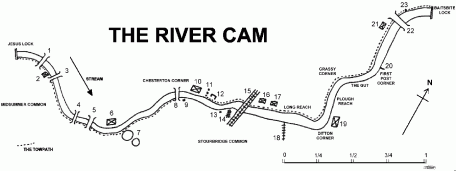 THE RIVER CAM
JESUS LOCK
1
2
3
MIDSUMMER COMMON
STREAM
4
5
6
7
THE TOWPATH
CHESTERTON CORNER
8
9
10
11
12
13
14
15
16
17
STOURBRIDGE COMMON
LONG REACH
18
19
DITTON
CORNER
PLOUGH
REACH
GRASSY
CORNER
THE GUT
FIRST
POST
CORNER
20
21
22
23
BAITSBITE
LOCK
N
0
1/4
1/2
3/4
1